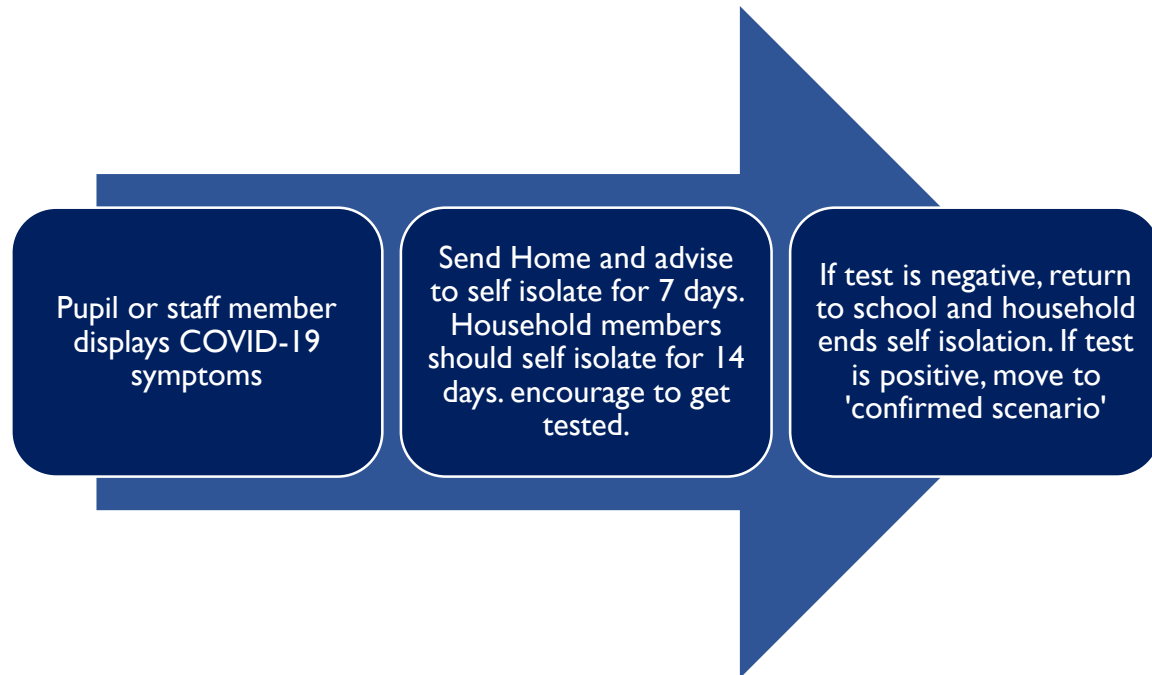 Pupil or staff member
displays COVID-19
symptoms
Send Home and advise
to self isolate for 7 days.
Household members
should self isolate for 14
days. encourage to get
tested.
If test is negative, return
to school and household
ends self isolation. If test
is positive, move to
'confirmed scenario'